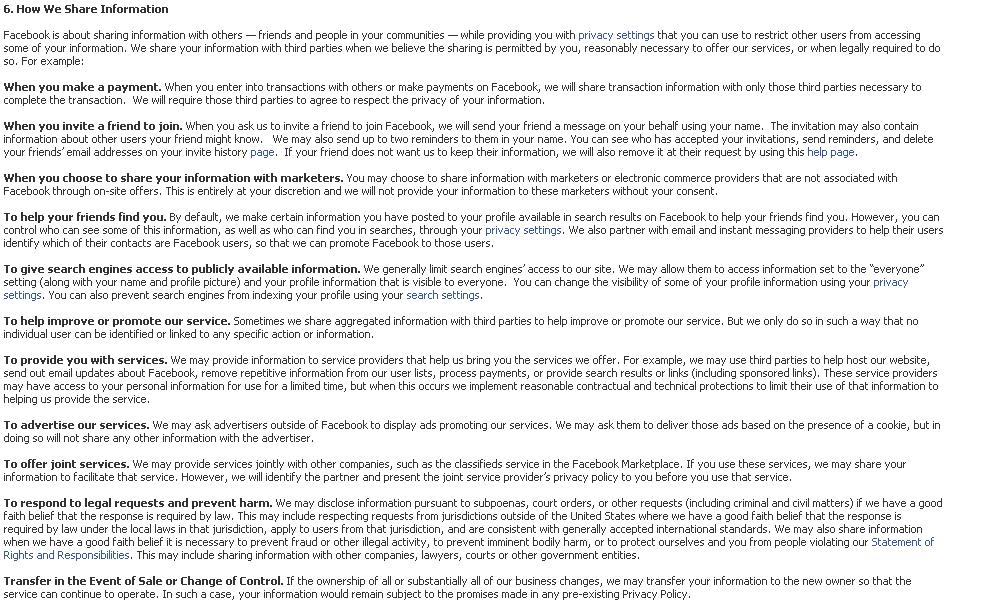 6. How We Share Information
Facebook is about sharing information with others — friends and people in your communities — while providing you with privacy settings that you can use to restrict other users from accessing
some of your information. We share your information with third parties when we believe the sharing is permitted by you, reasonably necessary to offer our services, or when legally required to do
so. For example:
When you make a payment. When you enter into transactions with others or make payments on Facebook, we will share transaction information with only those third parties necessary to
complete the transaction. We will require those third parties to agree to respect the privacy of your information.
When you invite a friend to join. When you ask us to invite a friend to join Facebook, we will send your friend a message on your behalf using your name. The invitation may also contain
information about other users your friend might know. We may also send up to two reminders to them in your name. You can see who has accepted your invitations, send reminders, and delete
your friends' email addresses on your invite history page. If your friend does not want us to keep their information, we will also remove it at their request by using this help page.
When you choose to share your information with marketers. You may choose to share information with marketers or electronic commerce providers that are not associated with
Facebook through on-site offers. This is entirely at your discretion and we will not provide your information to these marketers without your consent.
To help your friends find you. By default, we make certain information you have posted to your profile available in search results on Facebook to help your friends find you. However, you can
control who can see some of this information, as well as who can find you in searches, through your privacy settings. We also partner with email and instant messaging providers to help their users
identify which of their contacts are Facebook users, so that we can promote Facebook to those users.
To give search engines access to publicly available information. We generally limit search engines' access to our site. We may allow them to access information set to the "everyone"
setting (along with your name and profile picture) and your profile information that is visible to everyone. You can change the visibility of some of your profile information using your privacy
settings. You can also prevent search engines from indexing your profile using your search settings.
To help improve or promote our service. Sometimes we share aggregated information with third parties to help improve or promote our service. But we only do so in such a way that no
individual user can be identified or linked to any specific action or information.
To provide you with services. We may provide information to service providers that help us bring you the services we offer. For example, we may use third parties to help host our website,
send out email updates about Facebook, remove repetitive information from our user lists, process payments, or provide search results or links (including sponsored links). These service providers
may have access to your personal information for use for a limited time, but when this occurs we implement reasonable contractual and technical protections to limit their use of that information to
helping us provide the service.
To advertise our services. We may ask advertisers outside of Facebook to display ads promoting our services. We may ask them to deliver those ads based on the presence of a cookie, but in
doing so will not share any other information with the advertiser.
To offer joint services. We may provide services jointly with other companies, such as the classifieds service in the Facebook Marketplace. If you use these services, we may share your
information to facilitate that service. However, we will identify the partner and present the joint service provider's privacy policy to you before you use that service.
To respond to legal requests and prevent harm. We may disclose information pursuant to subpoenas, court orders, or other requests (including criminal and civil matters) if we have a good
faith belief that the response is required by law. This may include respecting requests from jurisdictions outside of the United States where we have a good faith belief that the response is
required by law under the local laws in that jurisdiction, apply to users from that jurisdiction, and are consistent with generally accepted international standards. We may also share information
when we have a good faith belief it is necessary to prevent fraud or other illegal activity, to prevent imminent bodily harm, or to protect ourselves and you from people violating our Statement of
Rights and Responsibilities. This may include sharing information with other companies, lawyers, courts or other government entities.
Transfer in the Event of Sale or Change of Control. If the ownership of all or substantially all of our business changes, we may transfer your information to the new owner so that the
service can continue to operate. In such a case, your information would remain subject to the promises made in any pre-existing Privacy Policy.